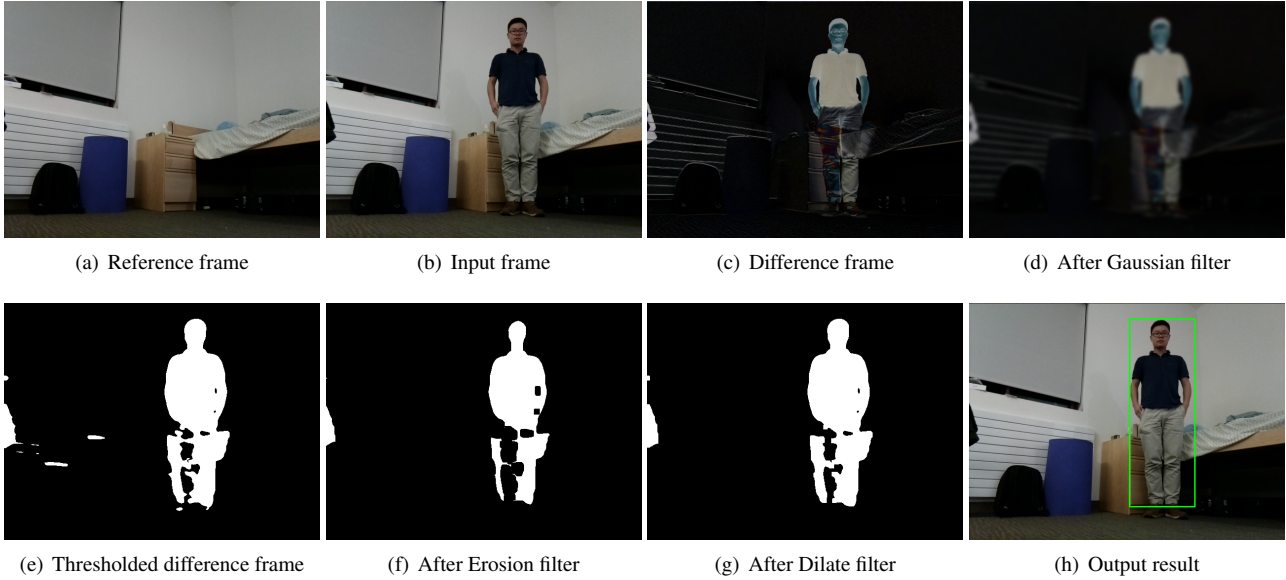 (a) Reference frame
(b) Input frame
(c) Difference frame
(d) After Gaussian filter
(e) Thresholded difference frame
(f) After Erosion filter
(g) After Dilate filter
(h) Output result